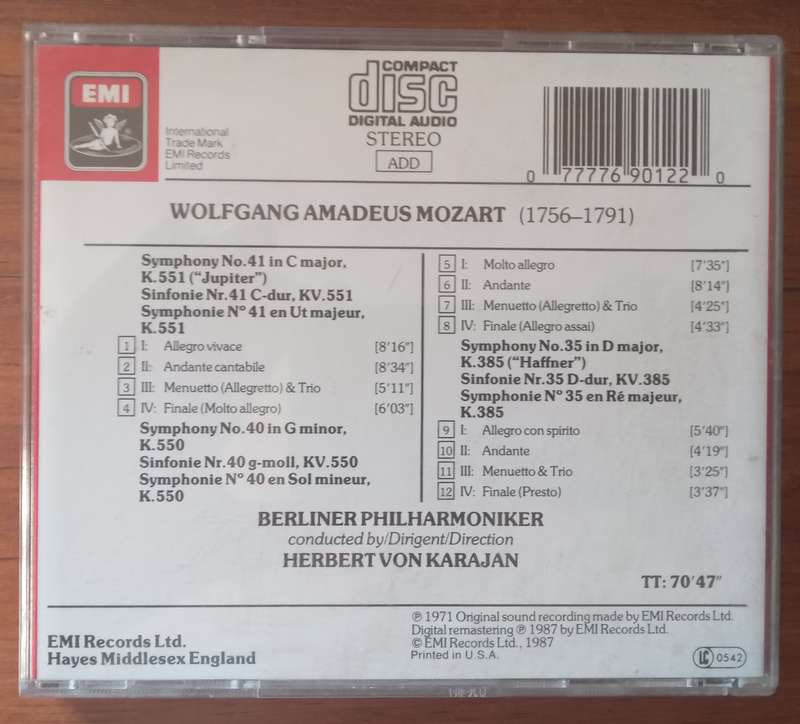 EMI
International
Trade Mark
EMI Records
Limited
COMPACT
disc
DIGITAL AUDIO
STEREO
ADD
0 77776 90122 0
WOLFGANG AMADEUS MOZART (1756–1791)
Symphony No. 41 in C major,
K.551 ("Jupiter")
Sinfonie Nr. 41 C-dur, KV. 551
Symphonie N° 41 en Ut majeur,
K.551
1 I: Allegro vivace [8'16"]
2 II: Andante cantabile [8'34"]
3 III: Menuetto (Allegretto) & Trio [5'11"]
4 IV: Finale (Molto allegro) [6'03"]
Symphony No. 40 in G minor,
K.550
Sinfonie Nr. 40 g-moll, KV. 550
Symphonie N° 40 en Sol mineur,
K.550
5 I: Molto allegro [7'35"]
6 II: Andante [8'14"]
7 III: Menuetto (Allegretto) & Trio [4'25"]
8 IV: Finale (Allegro assai) [4'33"]
Symphony No. 35 in D major,
K.385 ("Haffner")
Sinfonie Nr. 35 D-dur, KV. 385
Symphonie N° 35 en Ré majeur,
K.385
9 I: Allegro con spirito [5'40"]
10 II: Andante [4'19"]
11 III: Menuetto & Trio [3'25"]
12 IV: Finale (Presto) [3'37"]
BERLINER PHILHARMONIKER
conducted by/Dirigent/Direction
HERBERT VON KARAJAN
TT: 70'47"
℗ 1971 Original sound recording made by EMI Records Ltd.
Digital remastering ℗ 1987 by EMI Records Ltd.
© EMI Records Ltd., 1987
Printed in U.S.A.
EMI Records Ltd.
Hayes Middlesex England
LC 0542